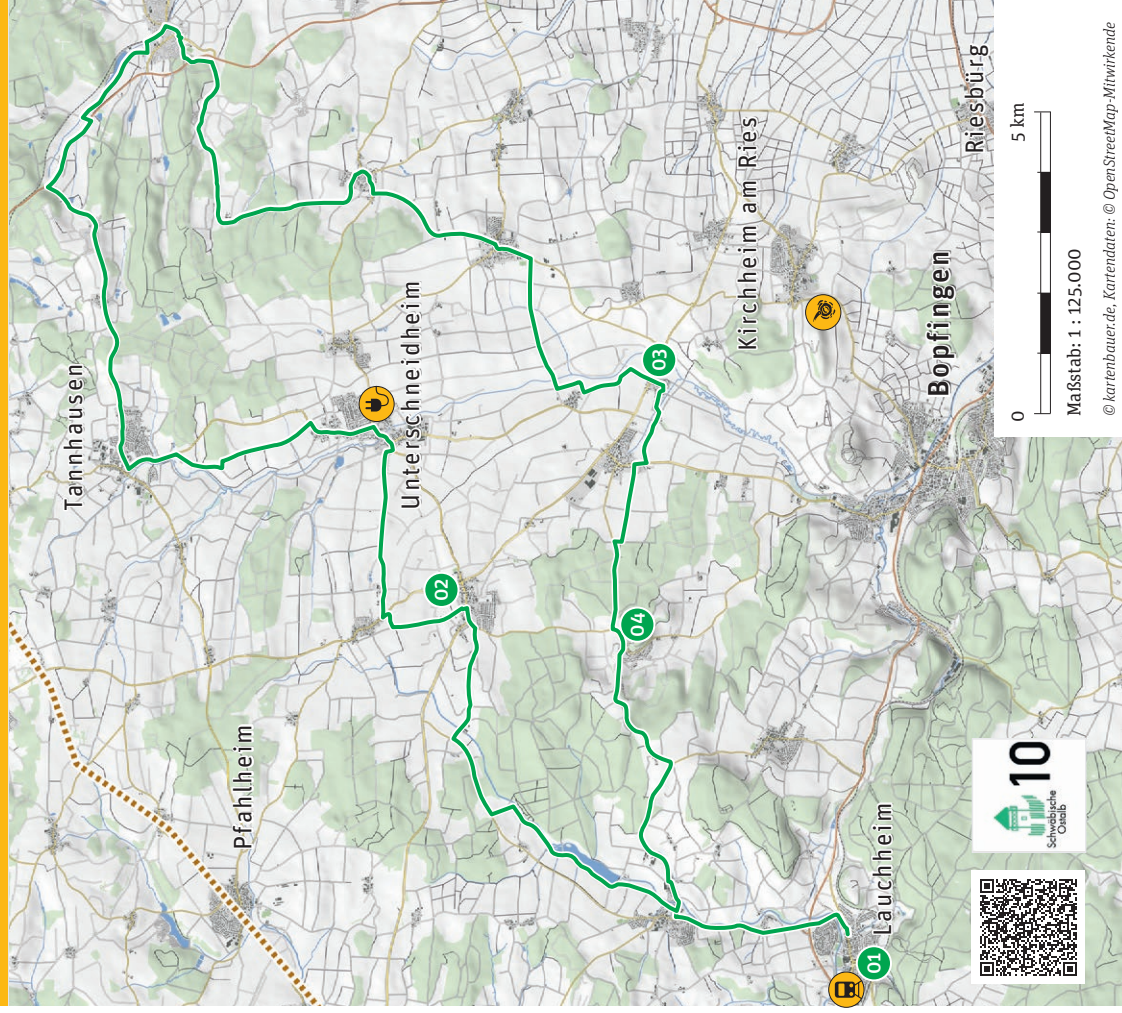 Tannhausen
Pfahlheim
Unterschneidheim
02
03
04
Kirchheim am Ries
Riesbürg
Bopfingen
Lauchheim
01
10
Schwäbische
Ostalb
0
5 km
Maßstab: 1 : 125.000
© kartenbauer.de, Kartendaten: © OpenStreetMap-Mitwirkende